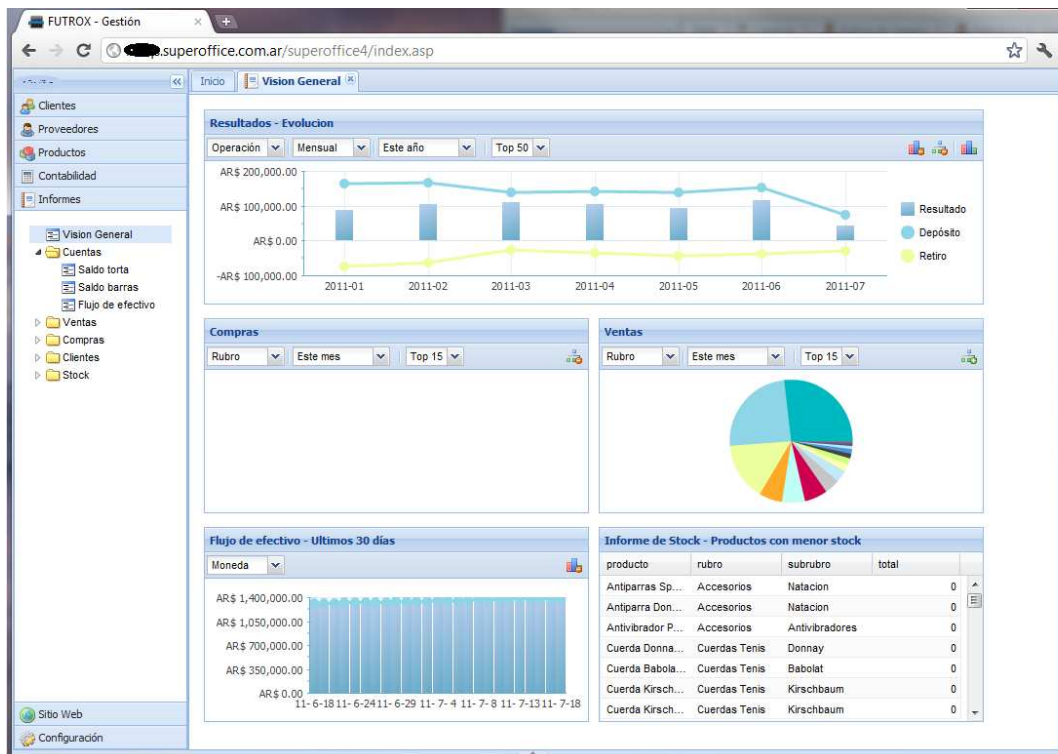 FUTROX - Gestión
.superoffice.com.ar/superoffice4/index.asp
Inicio
Vision General
Clientes
Proveedores
Productos
Contabilidad
Informes
Vision General
Cuentas
Saldo torta
Saldo barras
Flujo de efectivo
Ventas
Compras
Clientes
Stock
Sitio Web
Configuración
Resultados - Evolucion
Operación Mensual Este año Top 50
AR$ 200,000.00
AR$ 100,000.00
AR$ 0.00
-AR$ 100,000.00
2011-01 2011-02 2011-03 2011-04 2011-05 2011-06 2011-07
Resultado
Depósito
Retiro
Compras
Rubro Este mes Top 15
Ventas
Rubro Este mes Top 15
Flujo de efectivo - Ultimos 30 días
Moneda
AR$ 1,400,000.00
AR$ 1,050,000.00
AR$ 700,000.00
AR$ 350,000.00
AR$ 0.00
11- 6-18 11- 6-24 11- 6-29 11- 7- 4 11- 7- 8 11- 7-13 11- 7-18
Informe de Stock - Productos con menor stock
producto rubro subrubro total
Antiparras Sp... Accesorios Natacion 0
Antiparra Don... Accesorios Natacion 0
Antivibrador P... Accesorios Antivibradores 0
Cuerda Donna... Cuerdas Tenis Donnay 0
Cuerda Babola... Cuerdas Tenis Babolat 0
Cuerda Kirsch... Cuerdas Tenis Kirschbaum 0
Cuerda Kirsch... Cuerdas Tenis Kirschbaum 0